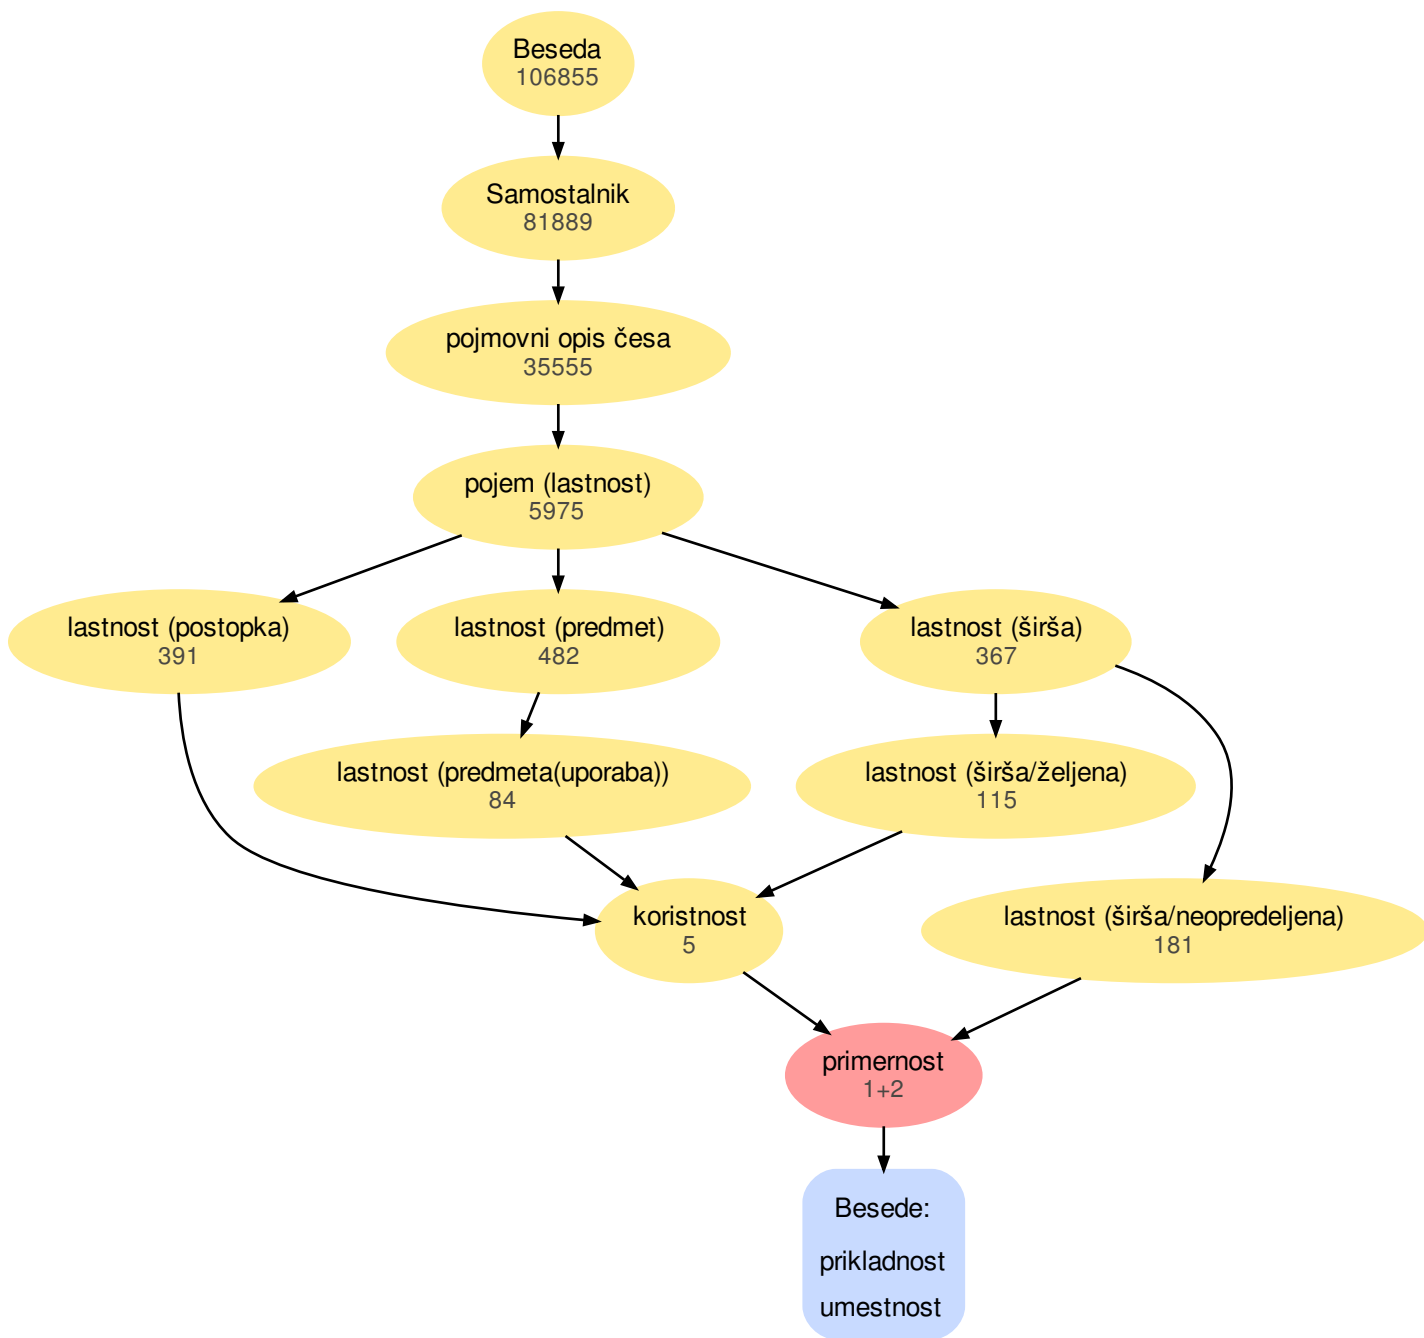 Beseda
106855
Samostalnik
81889
pojmovni opis česa
35555
pojem (lastnost)
5975
lastnost (postopka)
391
lastnost (predmet)
482
lastnost (širša)
367
lastnost (predmeta(uporaba))
84
lastnost (širša/željena)
115
koristnost
5
lastnost (širša/neopredeljena)
181
primernost
1+2
Besede:
prikladnost
umestnost